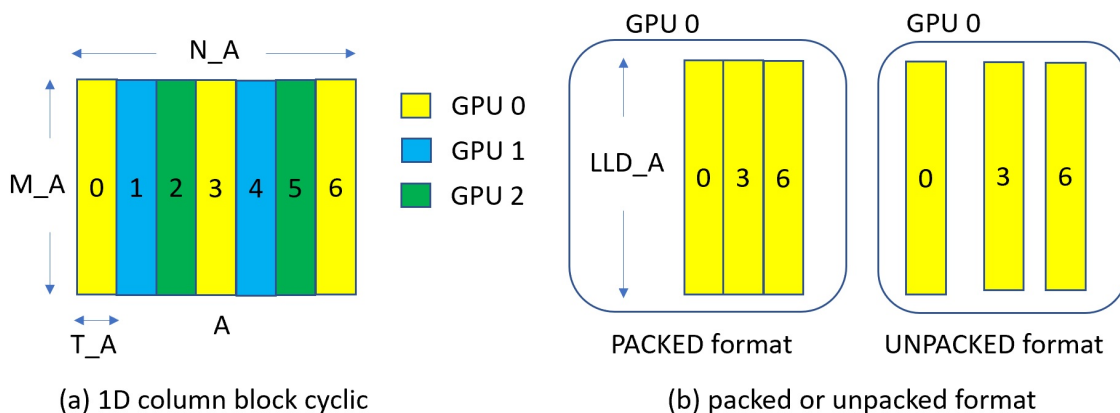 N_A
M_A
0 1 2 3 4 5 6
T_A
A
(a) 1D column block cyclic
GPU 0
GPU 1
GPU 2
GPU 0
LLD_A
0 3 6
PACKED format
GPU 0
0 3 6
UNPACKED format
(b) packed or unpacked format